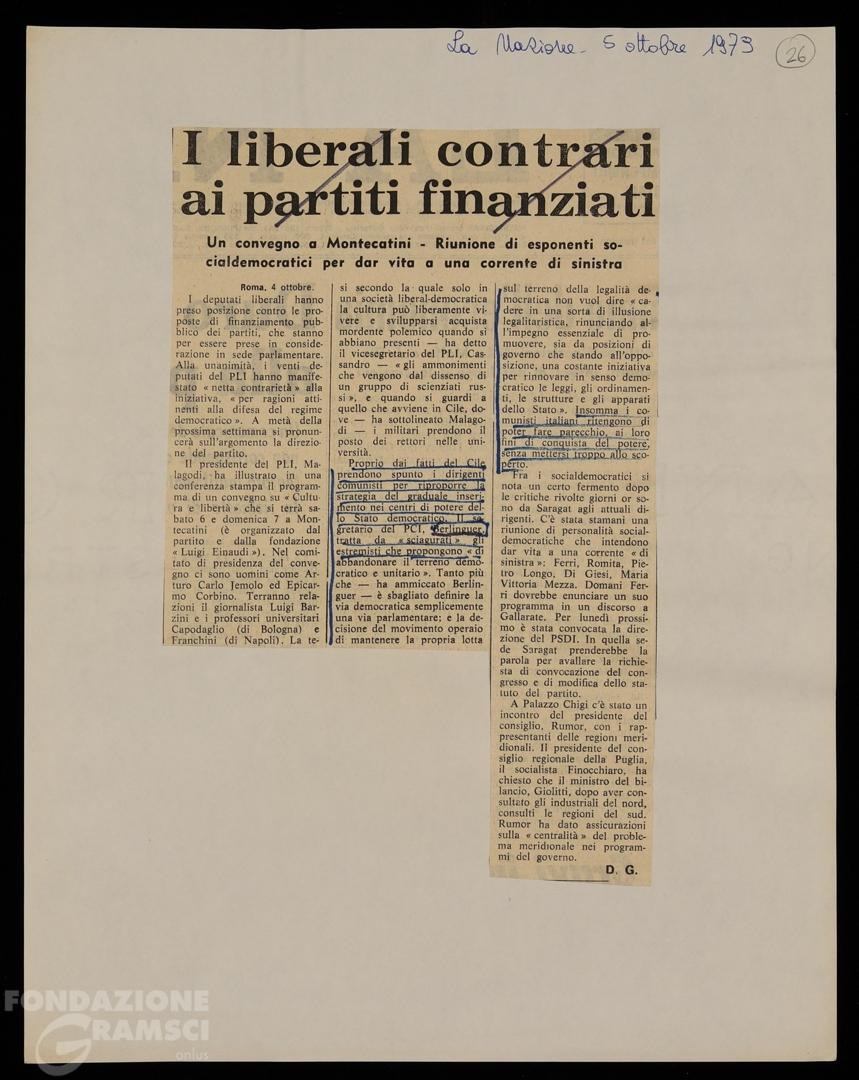 La Nazione - 5 ottobre 1973
26
I liberali contrari
ai partiti finanziati
Un convegno a Montecatini - Riunione di esponenti so-
cialdemocratici per dar vita a una corrente di sinistra
Roma, 4 ottobre.
I deputati liberali hanno
preso posizione contro le pro-
poste di finanziamento pub-
blico dei partiti, che stanno
per essere prese in conside-
razione in sede parlamentare.
Alla unanimità, i venti de-
putati del PLI hanno manife-
stato « netta contrarietà » alla
iniziativa, « per ragioni atti-
nenti alla difesa del regime
democratico ». A metà della
prossima settimana si pronun-
cerà sull'argomento la direzio-
ne del partito.
Il presidente del PLI, Ma-
lagodi, ha illustrato in una
conferenza stampa il program-
ma di un convegno su « Cultu-
ra e libertà » che si terrà sa-
bato 6 e domenica 7 a Mon-
tecatini (è organizzato dal
partito e dalla fondazione
« Luigi Einaudi »). Nel comi-
tato di presidenza del conve-
gno ci sono uomini come Ar-
turo Carlo Jemolo ed Epicar-
mo Corbino. Terranno rela-
zioni il giornalista Luigi Bar-
zini e i professori universitari
Capodaglio (di Bologna) e
Franchini (di Napoli). La te-
si secondo la quale solo in
una società liberal-democratica
la cultura può liberamente vi-
vere e svilupparsi acquista
mordente polemico quando si
abbiano presenti — ha detto
il vicesegretario del PLI, Cas-
sandro — « gli ammonimenti
che vengono dal dissenso di
un gruppo di scienziati rus-
si », e quando si guardi a
quello che avviene in Cile, do-
ve — ha sottolineato Malago-
di — i militari prendono il
posto dei rettori nelle uni-
versità.
Proprio dai fatti del Cile
prendono spunto i dirigenti
comunisti per riproporre la
strategia del graduale inseri-
mento nei centri di potere del-
lo Stato democratico. Il se-
gretario del PCI, Berlinguer,
tratta da « sciagurati » gli
estremisti che propongono « di
abbandonare il terreno demo-
cratico e unitario ». Tanto più
che — ha ammiccato Berlin-
guer — è sbagliato definire la
via democratica semplicemente
una via parlamentare; e la de-
cisione del movimento operaio
di mantenere la propria lotta
sul terreno della legalità de-
mocratica non vuol dire « ca-
dere in una sorta di illusione
legalitaristica, rinunciando al-
l'impegno essenziale di pro-
muovere, sia da posizioni di
governo che stando all'oppo-
sizione, una costante iniziativa
per rinnovare in senso demo-
cratico le leggi, gli ordinamen-
ti, le strutture e gli apparati
dello Stato ». Insomma i co-
munisti italiani ritengono di
poter fare parecchio, ai loro
fini di conquista del potere,
senza mettersi troppo allo sco-
perto.
Fra i socialdemocratici si
nota un certo fermento dopo
le critiche rivolte giorni or so-
no da Saragat agli attuali di-
rigenti. C'è stata stamani una
riunione di personalità social-
democratiche che intendono
dar vita a una corrente « di
sinistra »: Ferri, Romita, Pie-
tro Longo, Di Giesi, Maria
Vittoria Mezza. Domani Fer-
ri dovrebbe enunciare un suo
programma in un discorso a
Gallarate. Per lunedì prossi-
mo è stata convocata la dire-
zione del PSDI. In quella se-
de Saragat prenderebbe la
parola per avallare la richie-
sta di convocazione del con-
gresso e di modifica dello sta-
tuto del partito.
A Palazzo Chigi c'è stato un
incontro del presidente del
consiglio, Rumor, con i rap-
presentanti delle regioni meri-
dionali. Il presidente del con-
siglio regionale della Puglia,
il socialista Finocchiaro, ha
chiesto che il ministro del bi-
lancio, Giolitti, dopo aver con-
sultato gli industriali del nord,
consulti le regioni del sud.
Rumor ha dato assicurazioni
sulla « centralità » del proble-
ma meridionale nei program-
mi del governo.
D. G.
FONDAZIONE
GRAMSCI
onlus